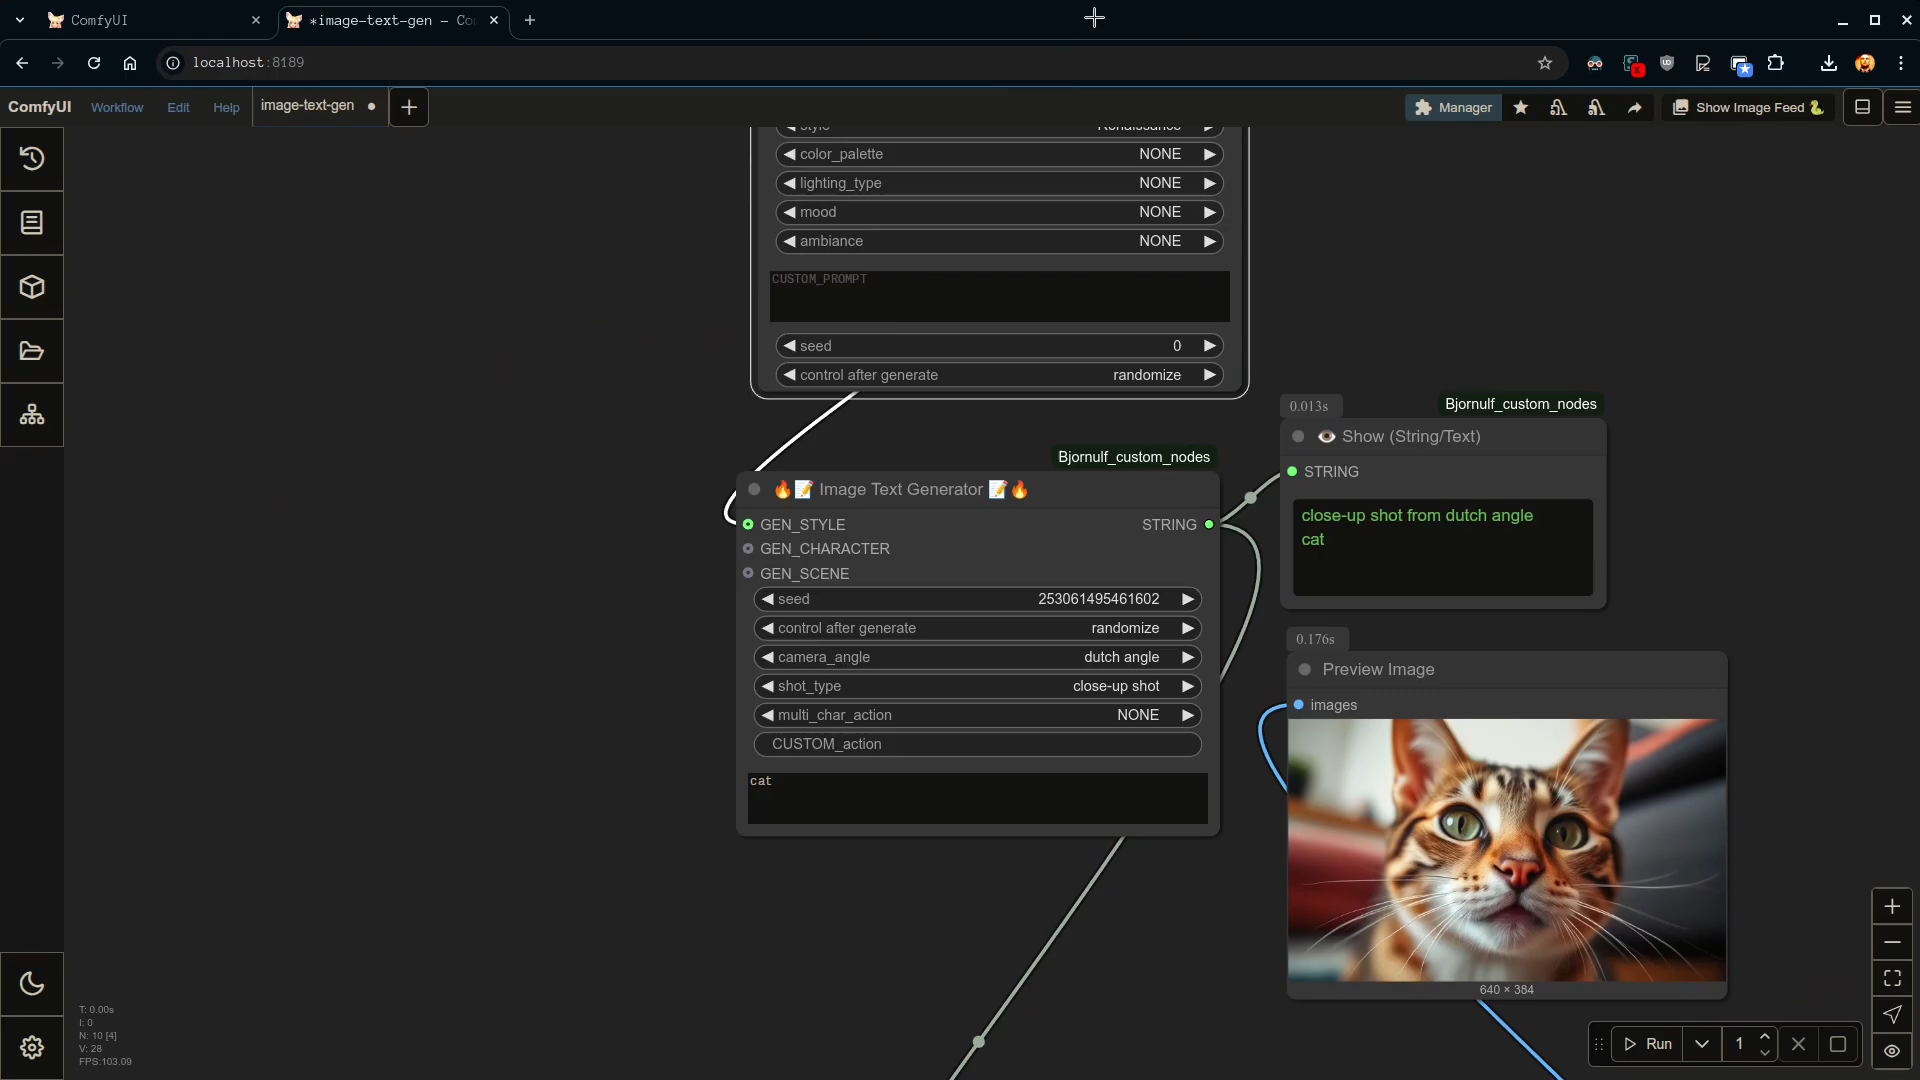 ComfyUI
*image-text-gen - Co
localhost:8189
ComfyUI
Workflow
Edit
Help
image-text-gen
Manager
Show Image Feed 🐍
style
Renaissance
color_palette
NONE
lighting_type
NONE
mood
NONE
ambiance
NONE
CUSTOM_PROMPT
seed
0
control after generate
randomize
Bjornulf_custom_nodes
🔥📝 Image Text Generator 📝🔥
GEN_STYLE
STRING
GEN_CHARACTER
GEN_SCENE
seed
253061495461602
control after generate
randomize
camera_angle
dutch angle
shot_type
close-up shot
multi_char_action
NONE
CUSTOM_action
cat
0.013s
Bjornulf_custom_nodes
👁️ Show (String/Text)
STRING
close-up shot from dutch angle
cat
0.176s
Preview Image
images
640 × 384
T: 0.00s
I: 0
N: 10 [4]
V: 28
FPS:103.09
Run
1